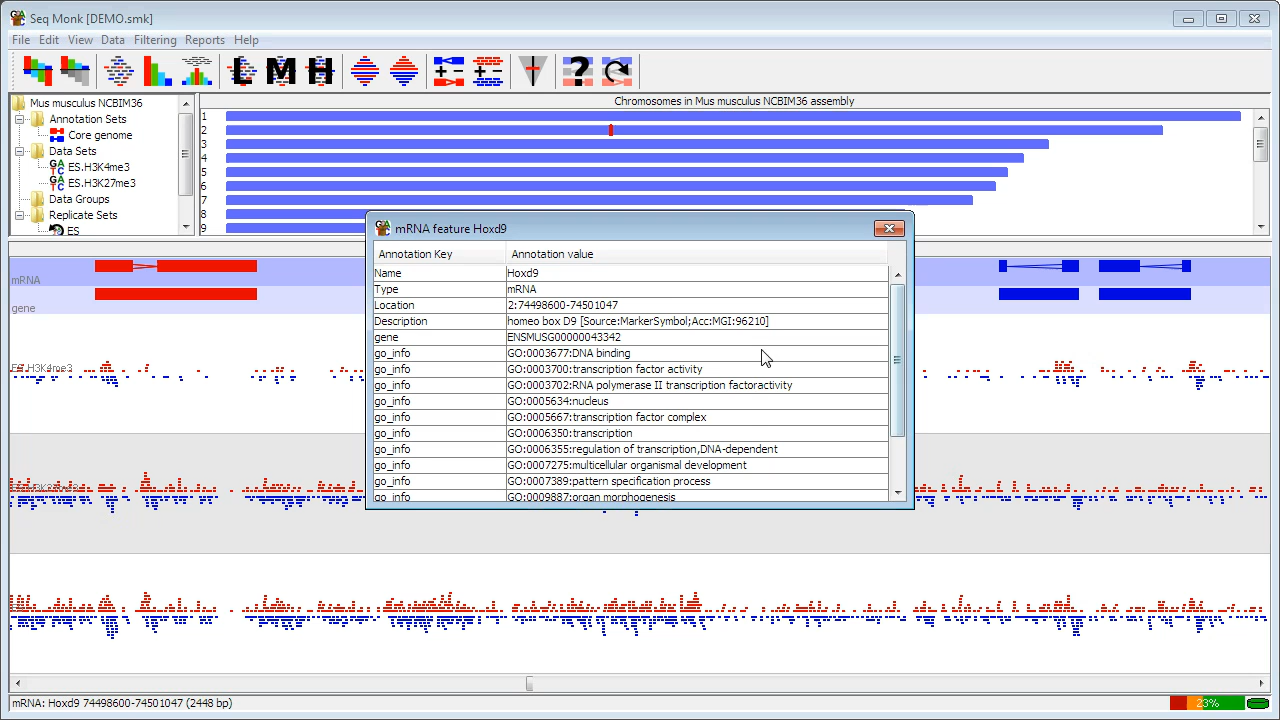 Seq Monk [DEMO.smk]
File Edit View Data Filtering Reports Help
L M H ?
Mus musculus NCBIM36
Annotation Sets
Core genome
Data Sets
ES.H3K4me3
ES.H3K27me3
Data Groups
Replicate Sets
ES
Chromosomes in Mus musculus NCBIM36 assembly
1
2
3
4
5
6
7
8
9
mRNA feature Hoxd9
Annotation Key Annotation value
Name Hoxd9
Type mRNA
Location 2:74498600-74501047
Description homeo box D9 [Source:MarkerSymbol;Acc:MGI:96210]
gene ENSMUSG00000043342
go_info GO:0003677:DNA binding
go_info GO:0003700:transcription factor activity
go_info GO:0003702:RNA polymerase II transcription factoractivity
go_info GO:0005634:nucleus
go_info GO:0005667:transcription factor complex
go_info GO:0006350:transcription
go_info GO:0006355:regulation of transcription,DNA-dependent
go_info GO:0007275:multicellular organismal development
go_info GO:0007389:pattern specification process
go_info GO:0009887:organ morphogenesis
mRNA
gene
ES.H3K4me3
ES.H3K27me3
mRNA: Hoxd9 74498600-74501047 (2448 bp)
23%